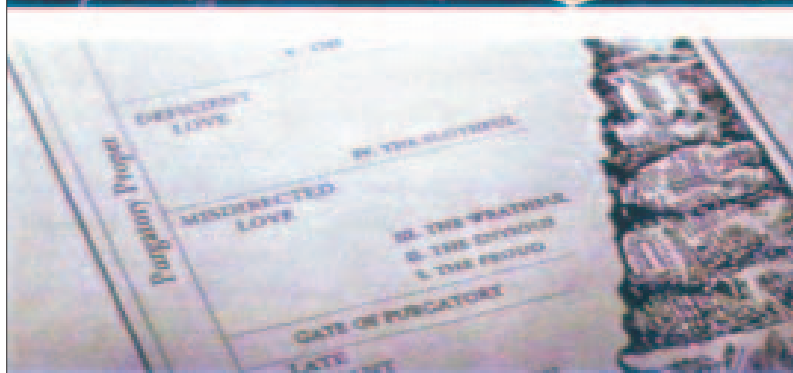 DEFICIENT
LOVE
IV. THE SLOTHFUL
MISDIRECTED
LOVE
III. THE WRATHFUL
II. THE ENVIOUS
I. THE PROUD
GATE OF PURGATORY
LATE
Purgatory Proper